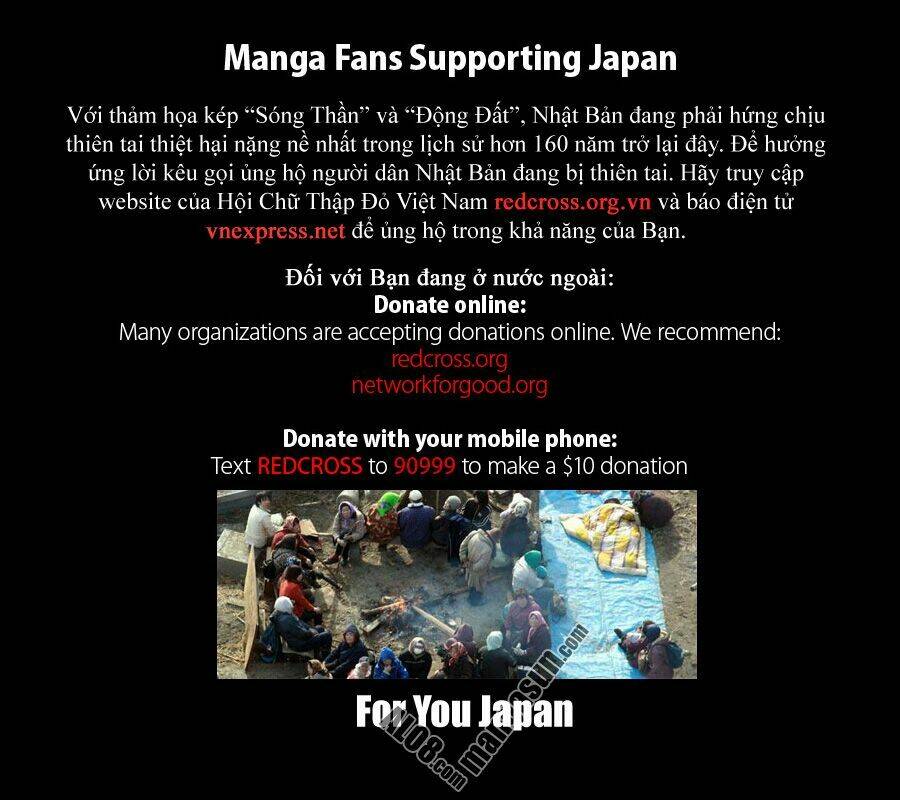 Manga Fans Supporting Japan
Với thảm họa kép “Sóng Thần” và “Động Đất”, Nhật Bản đang phải hứng chịu
thiên tai thiệt hại nặng nề nhất trong lịch sử hơn 160 năm trở lại đây. Để hưởng
ứng lời kêu gọi ủng hộ người dân Nhật Bản đang bị thiên tai. Hãy truy cập
website của Hội Chữ Thập Đỏ Việt Nam redcross.org.vn và báo điện tử
vnexpress.net để ủng hộ trong khả năng của Bạn.
Đối với Bạn đang ở nước ngoài:
Donate online:
Many organizations are accepting donations online. We recommend:
redcross.org
networkforgood.org
Donate with your mobile phone:
Text REDCROSS to 90999 to make a $10 donation
For You Japan
ALO8.com
mangasun.com